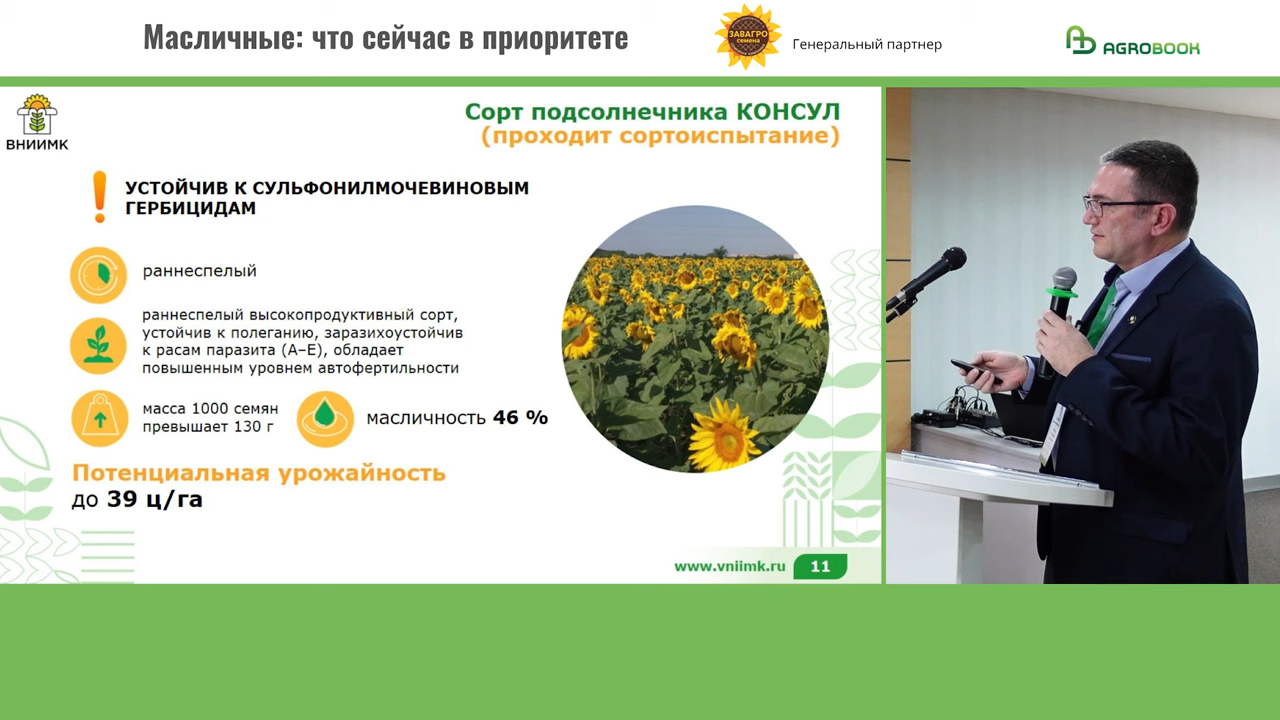 Масличные: что сейчас в приоритете
ЗАВАГРО
семена
Генеральный партнер
AGROBOOK
ВНИИМК
Сорт подсолнечника КОНСУЛ
(проходит сортоиспытание)
УСТОЙЧИВ К СУЛЬФОНИЛМОЧЕВИНОВЫМ
ГЕРБИЦИДАМ
раннеспелый
раннеспелый высокопродуктивный сорт,
устойчив к полеганию, заразихоустойчив
к расам паразита (А–Е), обладает
повышенным уровнем автофертильности
масса 1000 семян
превышает 130 г
масличность 46 %
Потенциальная урожайность
до 39 ц/га
www.vniimk.ru 11